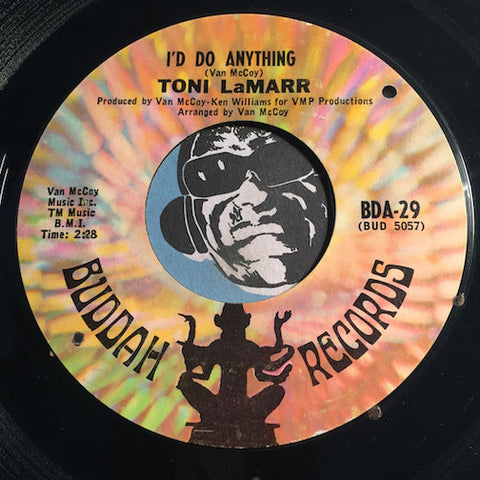 I'D DO ANYTHING
(Van McCoy)
TONI LaMARR
Produced by Van McCoy-Ken Williams for VMP Productions
Arranged by Van McCoy
Van McCoy
Music Inc.
TM Music
B.M.I.
Time: 2:28
BDA-29
(BUD 5057)
BUDDAH RECORDS